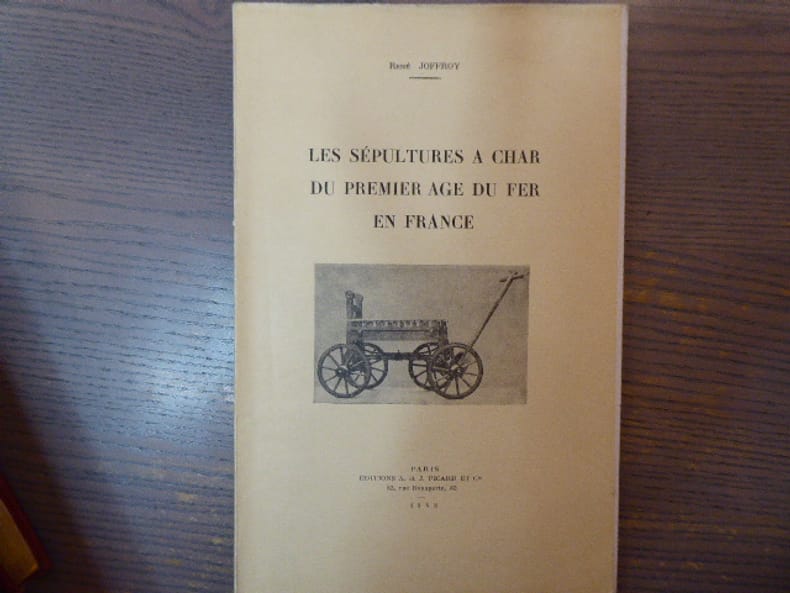 René JOFFROY
LES SÉPULTURES A CHAR
DU PREMIER AGE DU FER
EN FRANCE
PARIS
EDITIONS A. et J. PICARD ET Cie
82, rue Bonaparte, 82